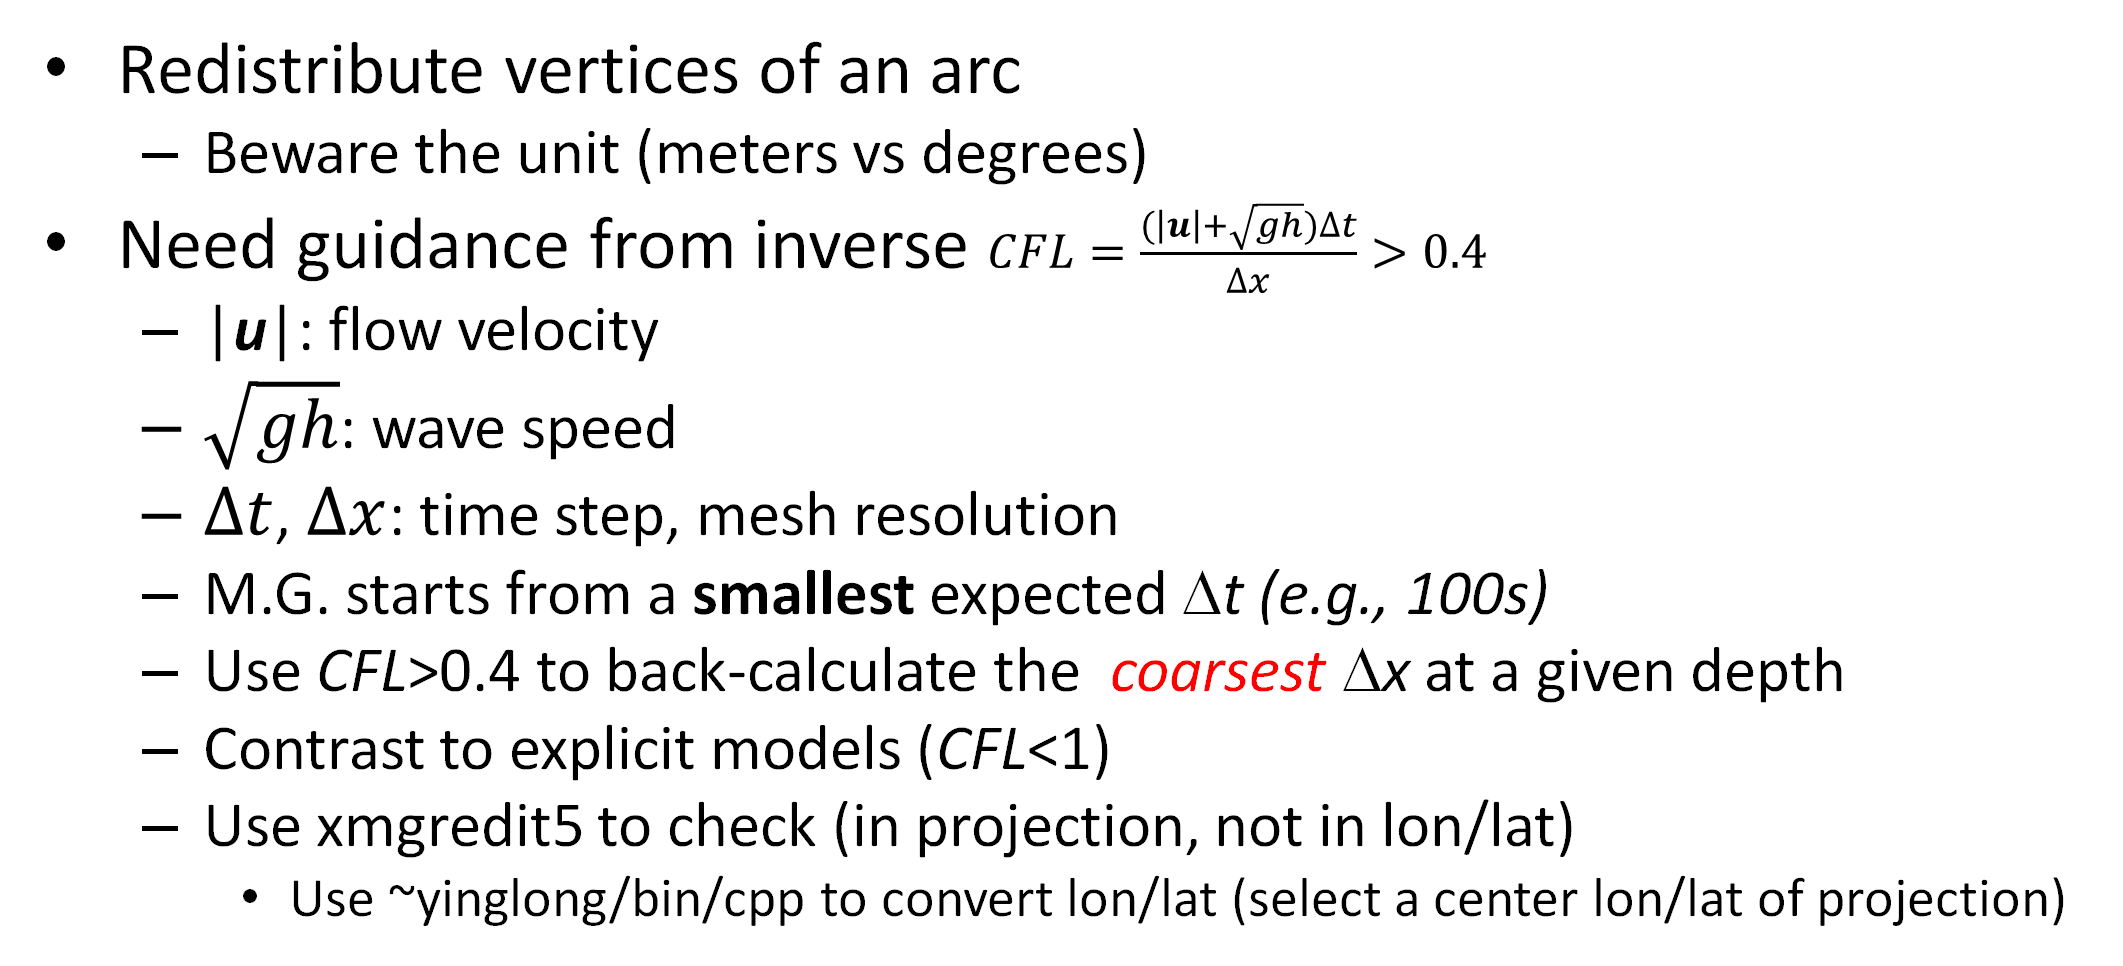 • Redistribute vertices of an arc
– Beware the unit (meters vs degrees)
• Need guidance from inverse CFL = (|u|+√gh)Δt / Δx > 0.4
– |u|: flow velocity
– √gh: wave speed
– Δt, Δx: time step, mesh resolution
– M.G. starts from a smallest expected Δt (e.g., 100s)
– Use CFL>0.4 to back-calculate the coarsest Δx at a given depth
– Contrast to explicit models (CFL<1)
– Use xmgredit5 to check (in projection, not in lon/lat)
• Use ~yinglong/bin/cpp to convert lon/lat (select a center lon/lat of projection)